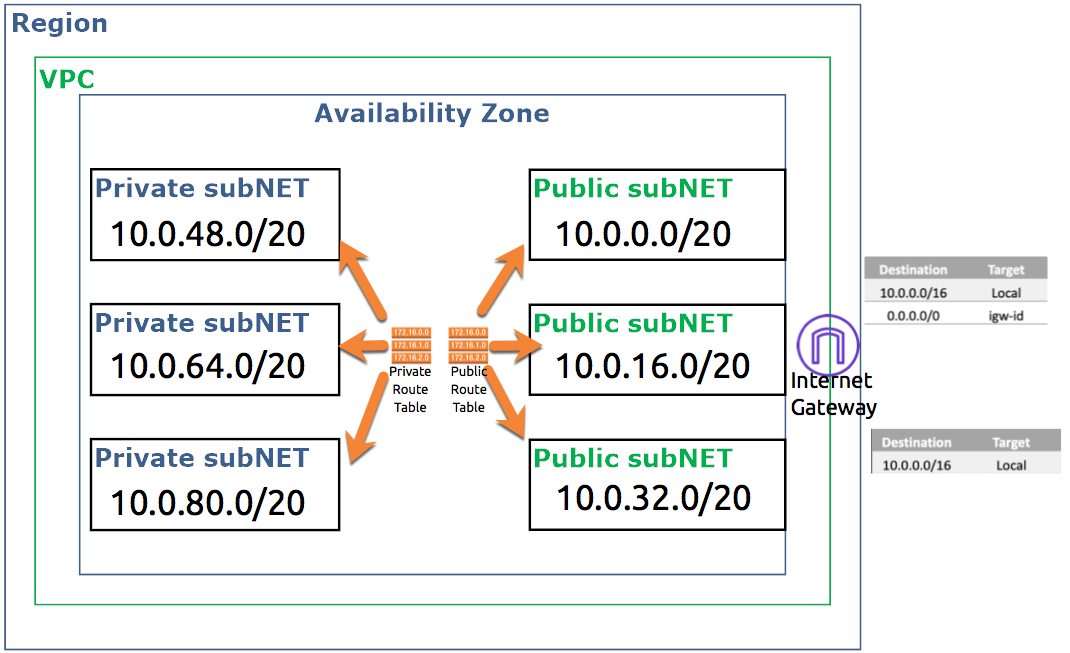 Region
VPC
Availability Zone
Private subNET
10.0.48.0/20
Public subNET
10.0.0.0/20
Private subNET
10.0.64.0/20
Public subNET
10.0.16.0/20
Private subNET
10.0.80.0/20
Public subNET
10.0.32.0/20
172.16.0.0
172.16.1.0
172.16.2.0
Private
Route
Table
172.16.0.0
172.16.1.0
172.16.2.0
Public
Route
Table
Internet
Gateway
Destination Target
10.0.0.0/16 Local
0.0.0.0/0 igw-id
Destination Target
10.0.0.0/16 Local